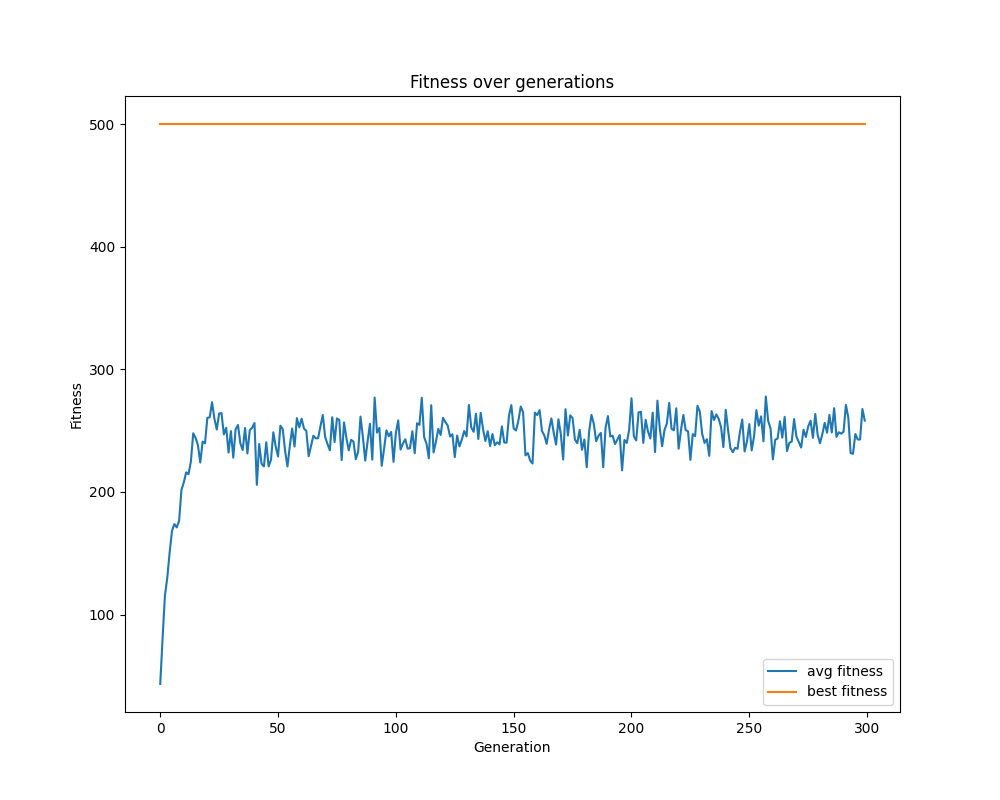 Fitness over generations
500
400
300
200
100
Fitness
0 50 100 150 200 250 300
Generation
avg fitness
best fitness